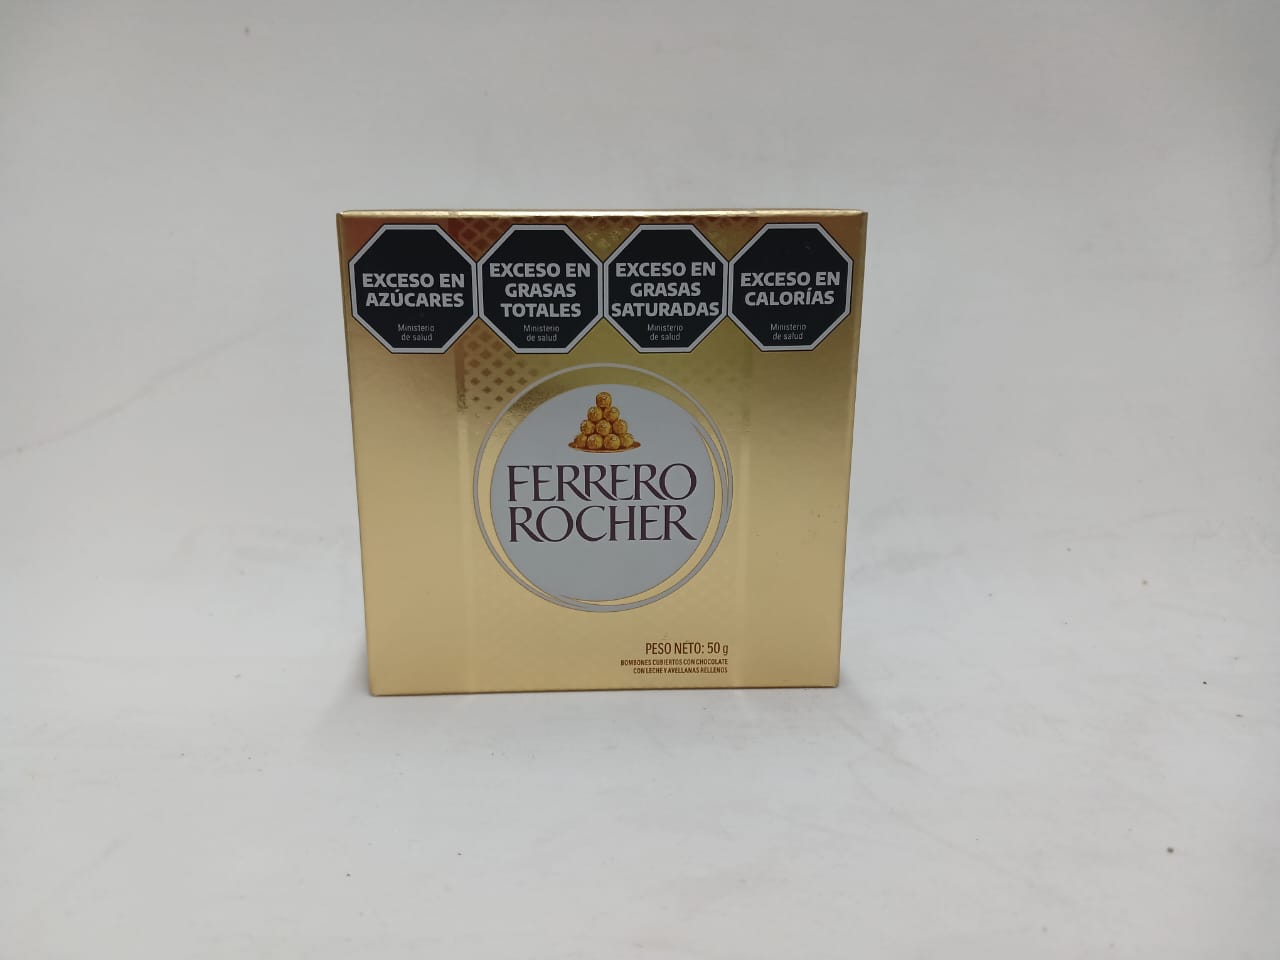 EXCESO EN
AZÚCARES
Ministerio
de salud
EXCESO EN
GRASAS
TOTALES
Ministerio
de salud
EXCESO EN
GRASAS
SATURADAS
Ministerio
de salud
EXCESO EN
CALORÍAS
Ministerio
de salud
FERRERO
ROCHER
PESO NETO: 50 g
BOMBONES CUBIERTOS CON CHOCOLATE
CON LECHE Y AVELLANAS RELLENOS